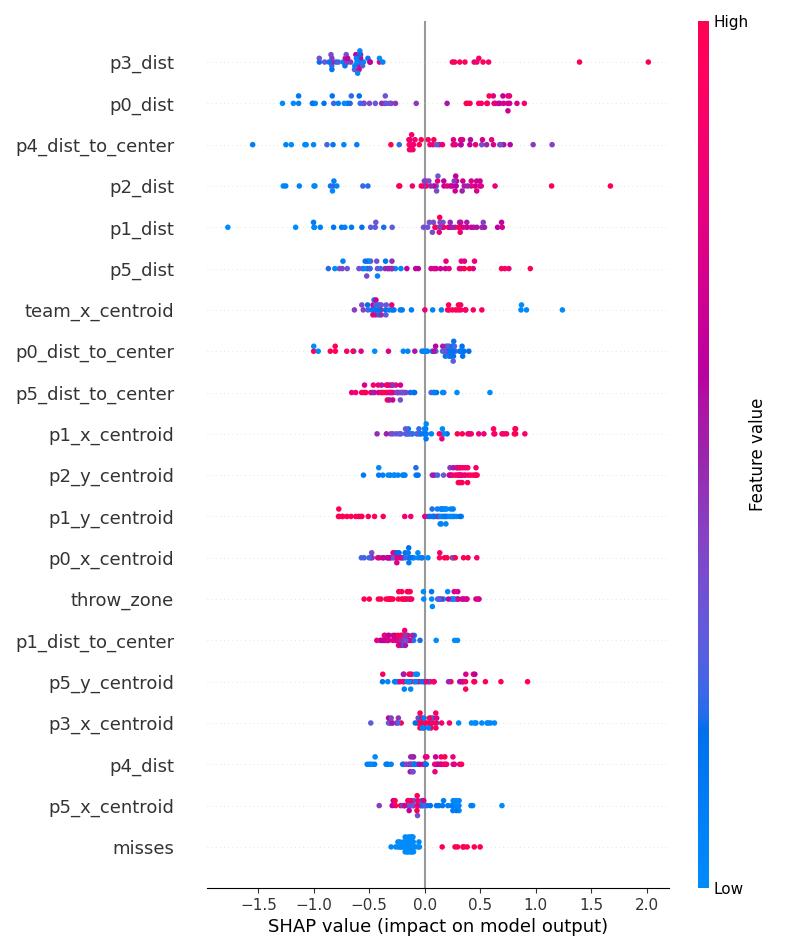 High
p3_dist
p0_dist
p4_dist_to_center
p2_dist
p1_dist
p5_dist
team_x_centroid
p0_dist_to_center
p5_dist_to_center
p1_x_centroid
p2_y_centroid
p1_y_centroid
p0_x_centroid
throw_zone
p1_dist_to_center
p5_y_centroid
p3_x_centroid
p4_dist
p5_x_centroid
misses
Feature value
Low
−1.5 −1.0 −0.5 0.0 0.5 1.0 1.5 2.0
SHAP value (impact on model output)